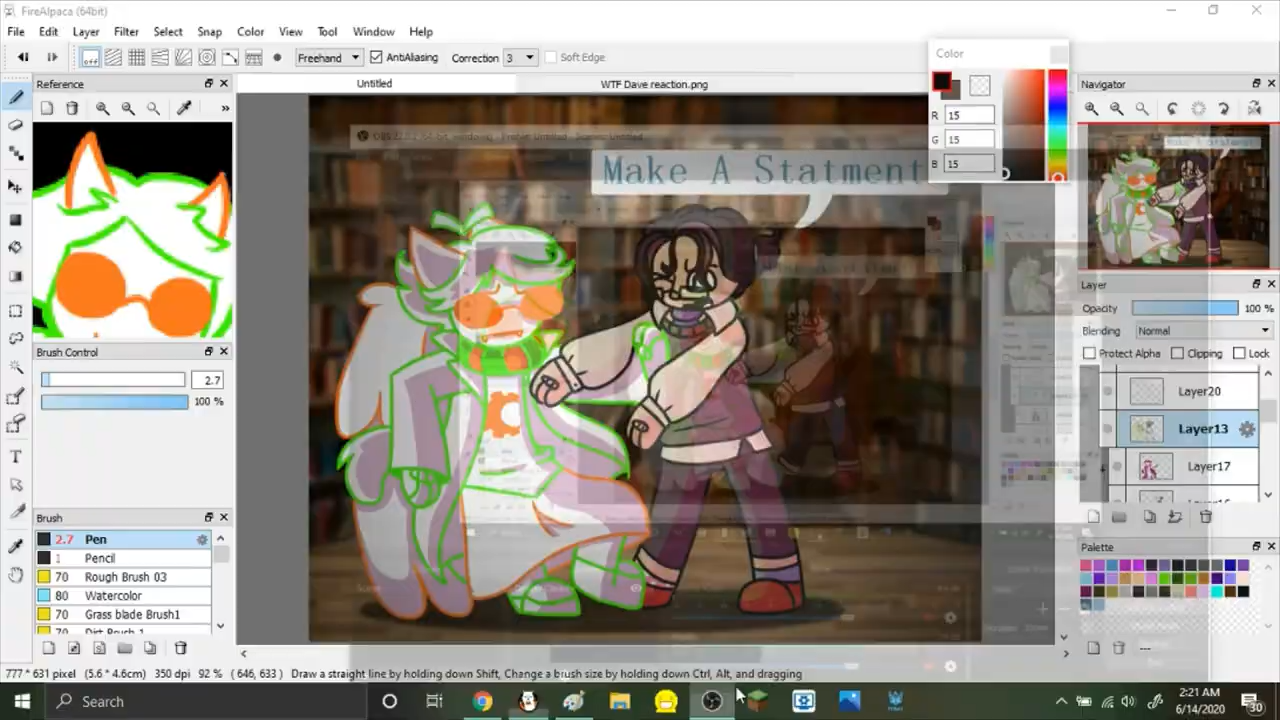 FireAlpaca (64bit)
File Edit Layer Filter Select Snap Color View Tool Window Help
off Freehand AntiAliasing Correction 3 Soft Edge
Reference Untitled WTF Dave reaction.png Color Navigator
R 15
G 15
B 15
Make A Statment
Layer
Opacity 100 %
Blending Normal
Protect Alpha Clipping Lock
Layer20
Layer13
Layer17
Brush Control
2.7
100 %
Brush
2.7 Pen
1 Pencil
70 Rough Brush 03
80 Watercolor
70 Grass blade Brush1
70 Dirt Brush 1
Palette
777 * 631 pixel (5.6 * 4.6cm) 350 dpi 92 % ( 646, 633 ) Draw a straight line by holding down Shift, Change a brush size by holding down Ctrl, Alt, and dragging
Search
2:21 AM
6/14/2020
30